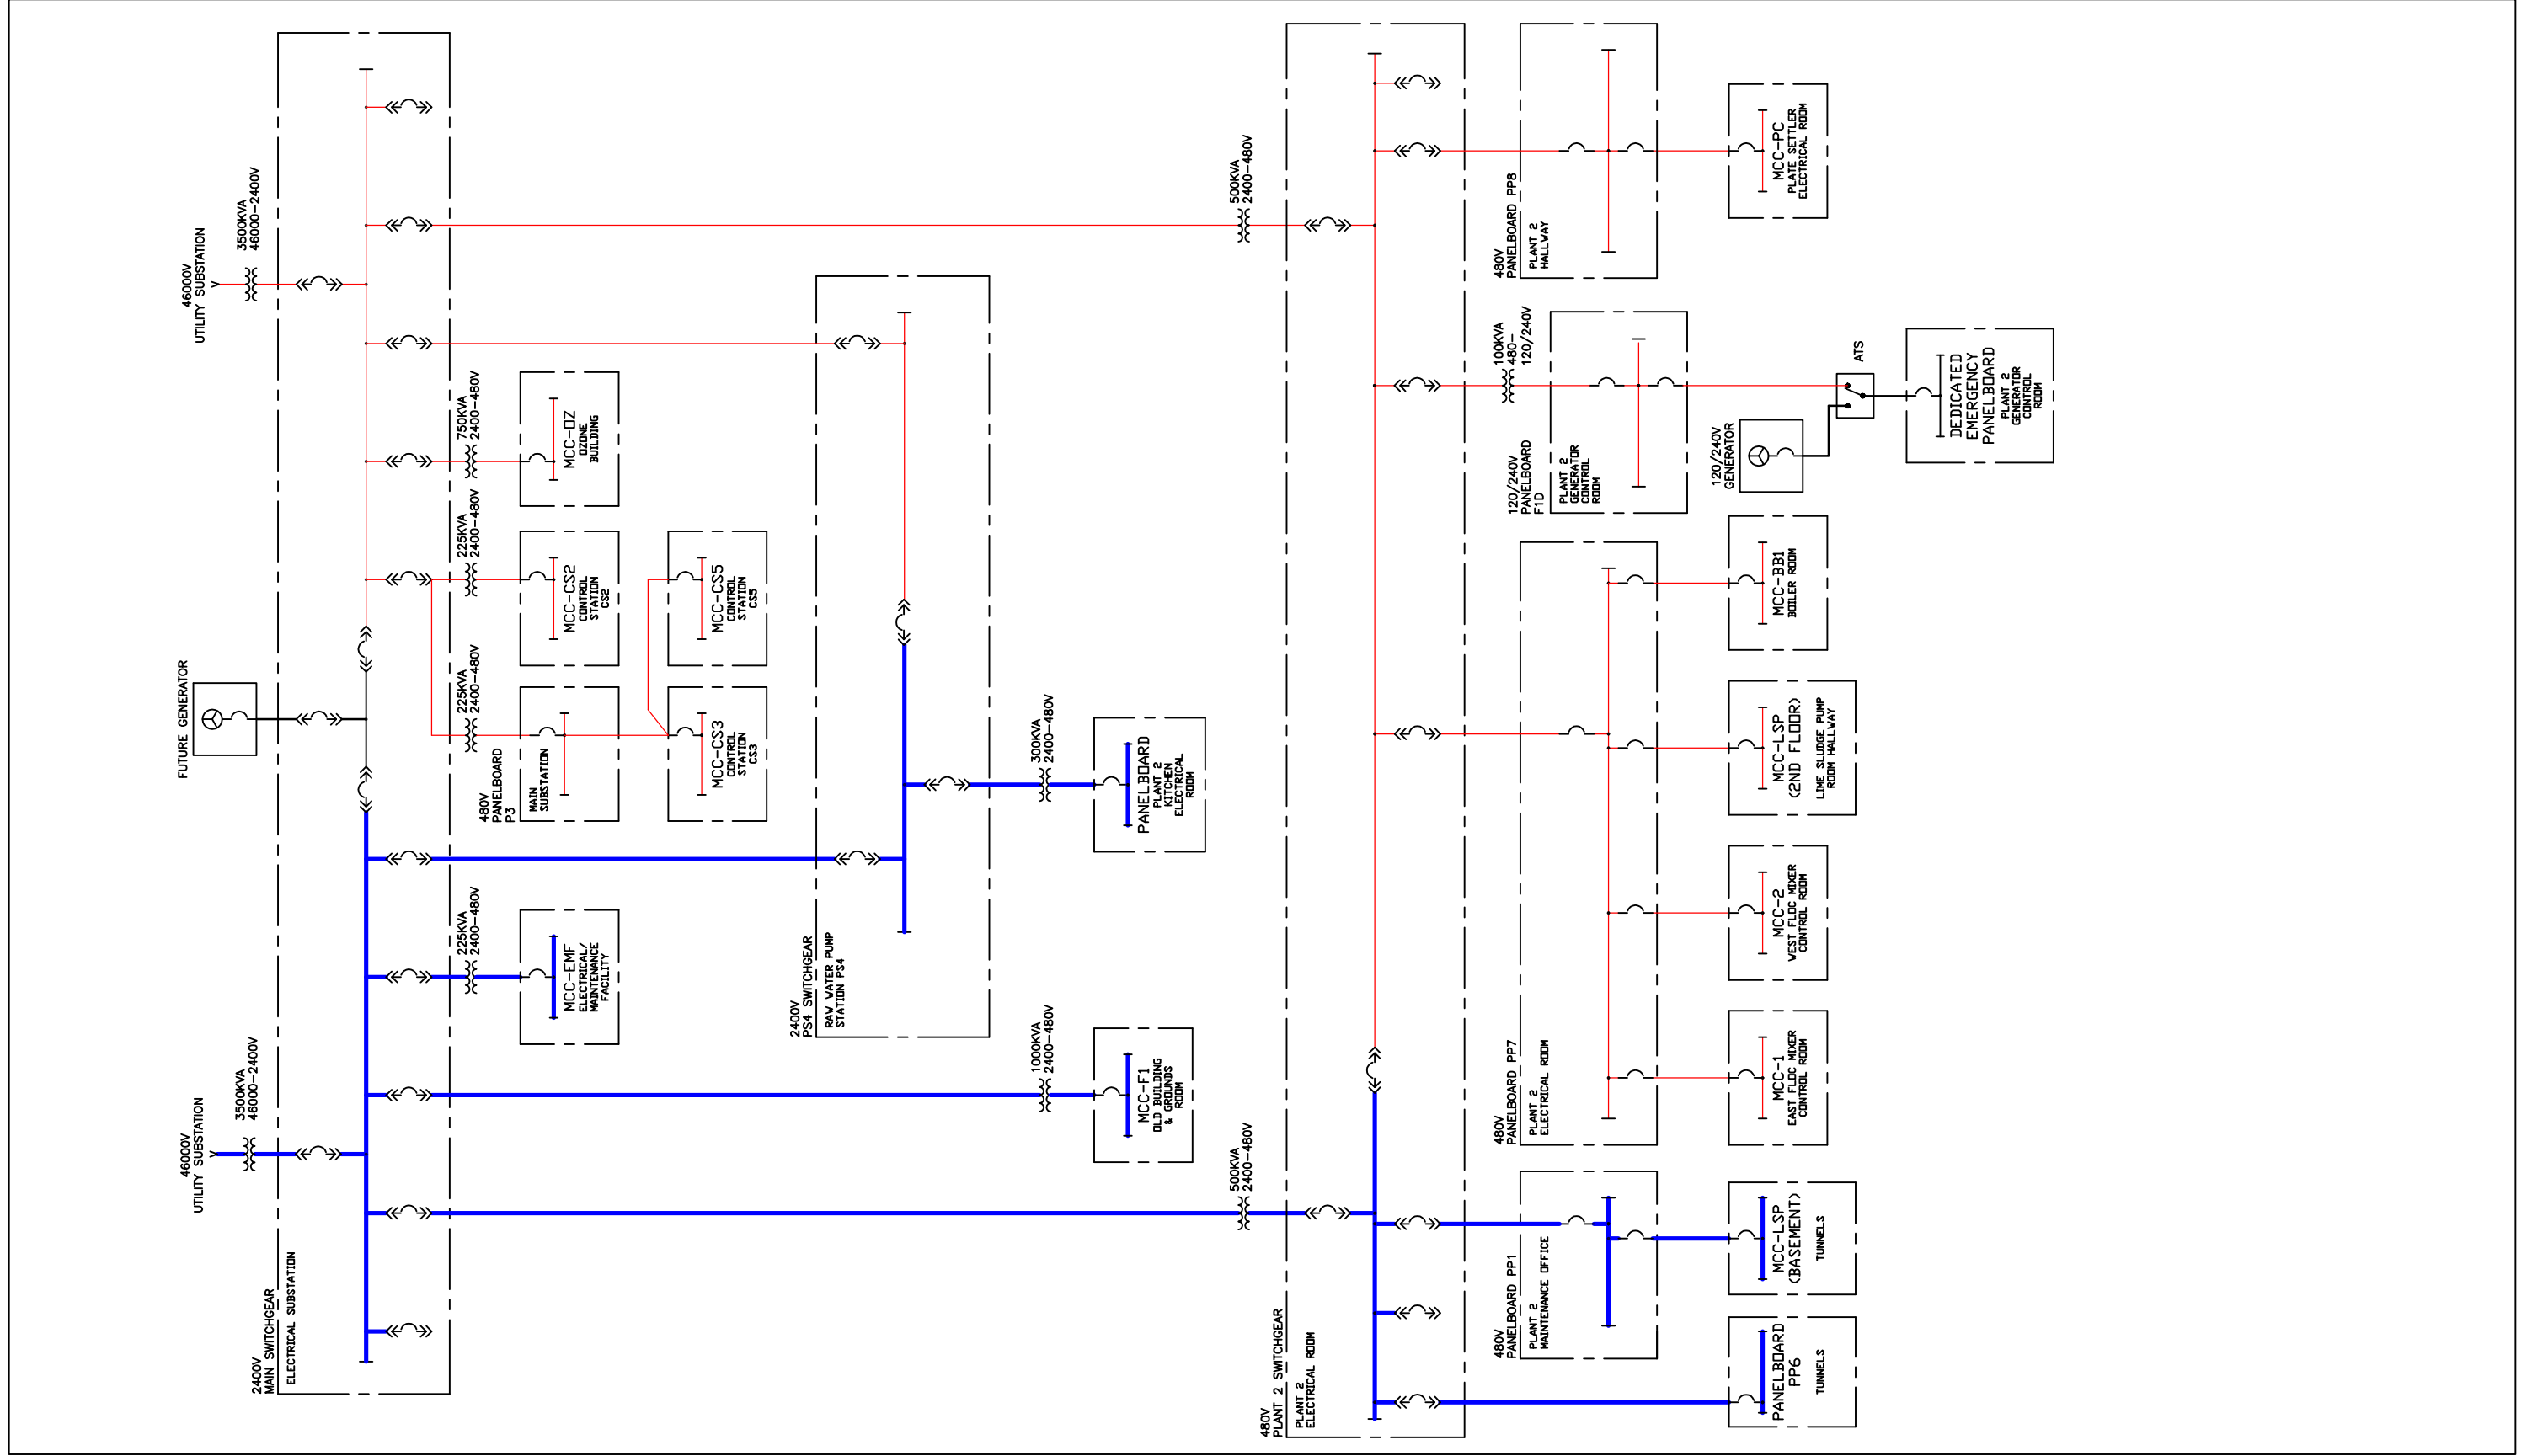 46000V
UTILITY SUBSTATION
3500KVA
46000-2400V
FUTURE GENERATOR
46000V
UTILITY SUBSTATION
3500KVA
46000-2400V
2400V
MAIN SWITCHGEAR
ELECTRICAL SUBSTATION
225KVA
2400-480V
MCC-EMF
ELECTRICAL/
MAINTENANCE
FACILITY
480V
PANELBOARD
P3
MAIN
SUBSTATION
225KVA
2400-480V
225KVA
2400-480V
MCC-CS2
CONTROL
STATION
CS2
750KVA
2400-480V
MCC-OZ
OZONE
BUILDING
MCC-CS3
CONTROL
STATION
CS3
MCC-CS5
CONTROL
STATION
CS5
2400V
PS4 SWITCHGEAR
RAW WATER PUMP
STATION PS4
1000KVA
2400-480V
MCC-F1
OLD BUILDING
& GROUNDS
ROOM
300KVA
2400-480V
PANELBOARD
PLANT 2
KITCHEN
ELECTRICAL
ROOM
500KVA
2400-480V
500KVA
2400-480V
480V
PLANT 2 SWITCHGEAR
PLANT 2
ELECTRICAL ROOM
480V
PANELBOARD PP1
PLANT 2
MAINTENANCE OFFICE
480V
PANELBOARD PP7
PLANT 2
ELECTRICAL ROOM
120/240V
PANELBOARD
F1D
PLANT 2
GENERATOR
CONTROL
ROOM
100KVA
480-
120/240V
480V
PANELBOARD PP8
PLANT 2
HALLWAY
PANELBOARD
PP6
TUNNELS
MCC-LSP
(BASEMENT)
TUNNELS
MCC-1
EAST FLOC MIXER
CONTROL ROOM
MCC-2
WEST FLOC MIXER
CONTROL ROOM
MCC-LSP
(2ND FLOOR)
LIME SLUDGE PUMP
ROOM HALLWAY
MCC-BB1
BOILER ROOM
120/240V
GENERATOR
ATS
MCC-PC
PLATE SETTLER
ELECTRICAL ROOM
DEDICATED
EMERGENCY
PANELBOARD
PLANT 2
GENERATOR
CONTROL
ROOM